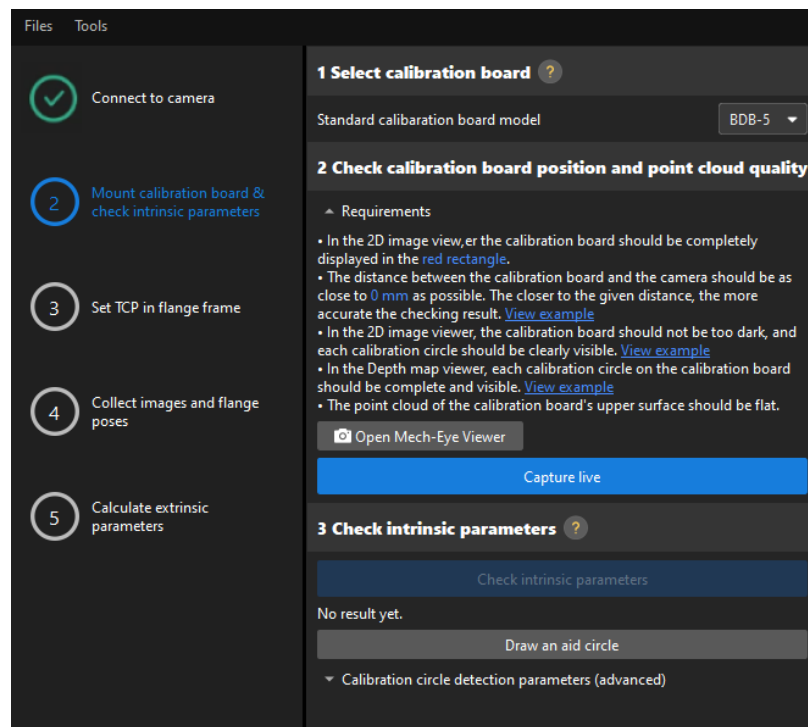 Files Tools
Connect to camera
2
Mount calibration board &
check intrinsic parameters
3
Set TCP in flange frame
4
Collect images and flange
poses
5
Calculate extrinsic
parameters
1 Select calibration board ?
Standard calibaration board model BDB-5
2 Check calibration board position and point cloud quality
Requirements
• In the 2D image view,er the calibration board should be completely
displayed in the red rectangle.
• The distance between the calibration board and the camera should be as
close to 0 mm as possible. The closer to the given distance, the more
accurate the checking result. View example
• In the 2D image viewer, the calibration board should not be too dark, and
each calibration circle should be clearly visible. View example
• In the Depth map viewer, each calibration circle on the calibration board
should be complete and visible. View example
• The point cloud of the calibration board's upper surface should be flat.
Open Mech-Eye Viewer
Capture live
3 Check intrinsic parameters ?
Check intrinsic parameters
No result yet.
Draw an aid circle
Calibration circle detection parameters (advanced)